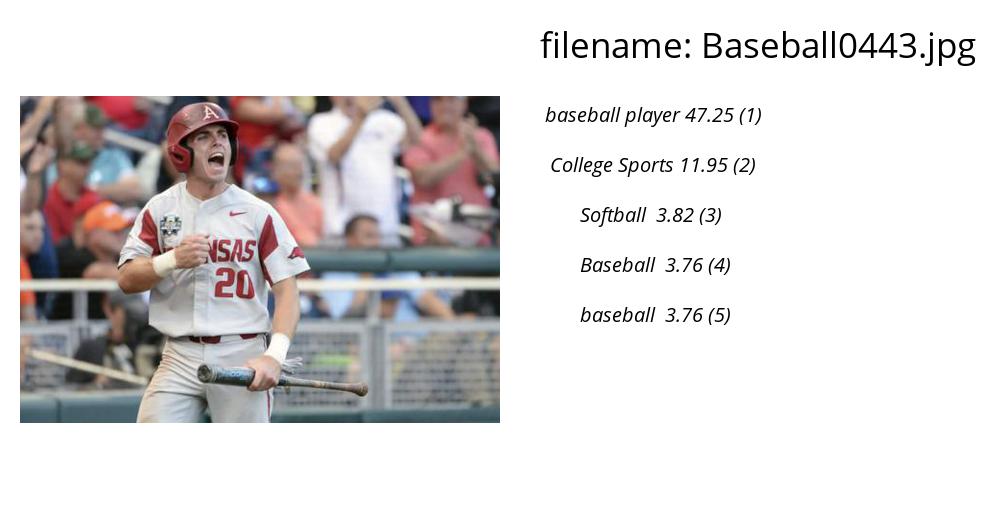 filename: Baseball0443.jpg
baseball player 47.25 (1)
College Sports 11.95 (2)
Softball 3.82 (3)
Baseball 3.76 (4)
baseball 3.76 (5)
A
NSAS
20